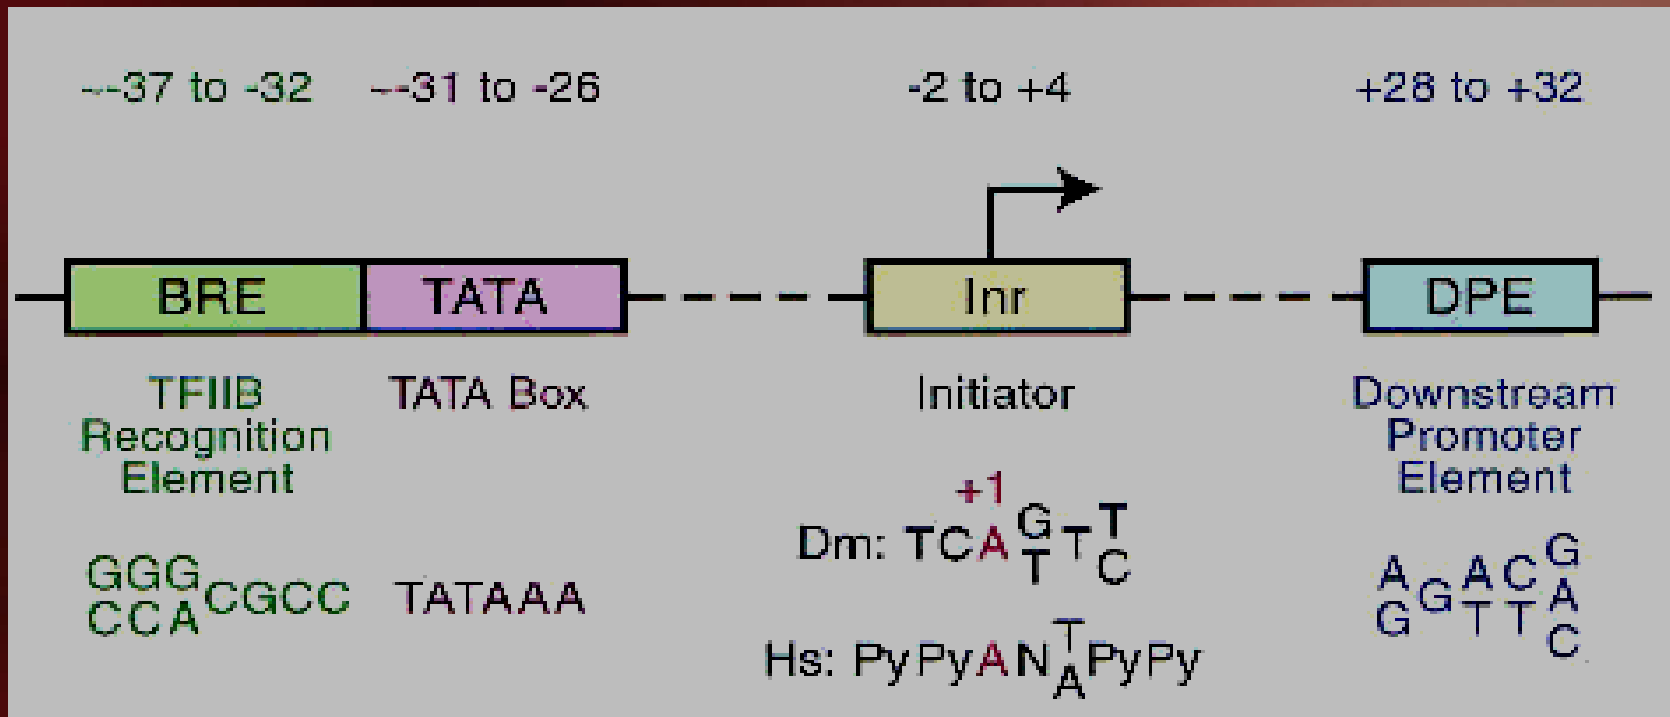 ~-37 to -32 ~-31 to -26 -2 to +4 +28 to +32
BRE TATA Inr DPE
TFIIB
Recognition
Element
TATA Box
Initiator
Downstream
Promoter
Element
+1
Dm: TCA G/T T T/C
GGG
CCA CGCC
TATAAA
A/G G A/T C/T G/A/C
Hs: PyPyAN T/A PyPy